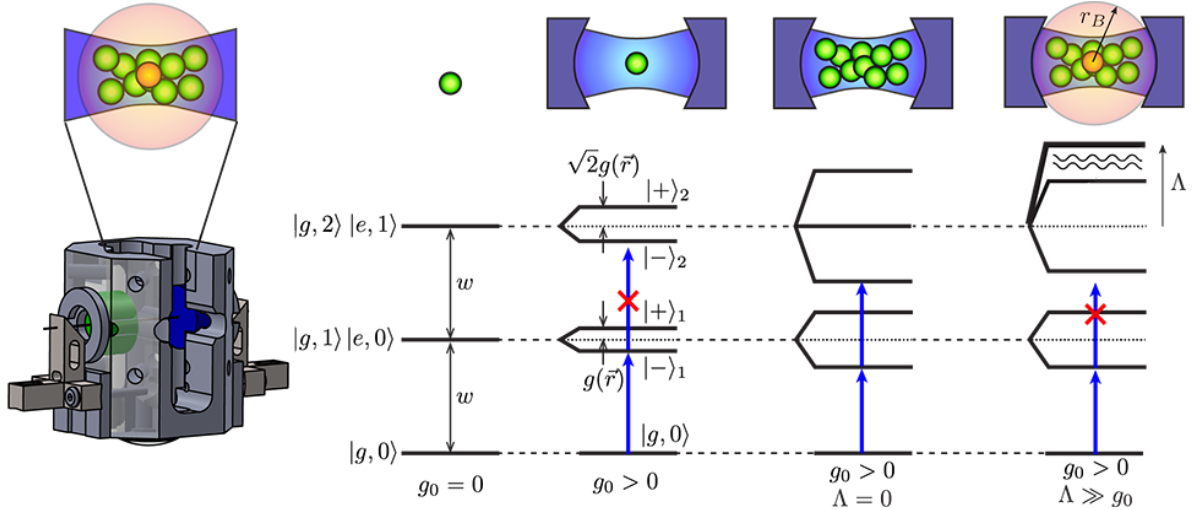 r_B
√2g(r⃗)
|+⟩₂
Λ
|g, 2⟩ |e, 1⟩
|−⟩₂
w
|+⟩₁
|g, 1⟩ |e, 0⟩
|−⟩₁
g(r⃗)
w
|g, 0⟩
|g, 0⟩
g₀ = 0
g₀ > 0
g₀ > 0
Λ = 0
g₀ > 0
Λ ≫ g₀